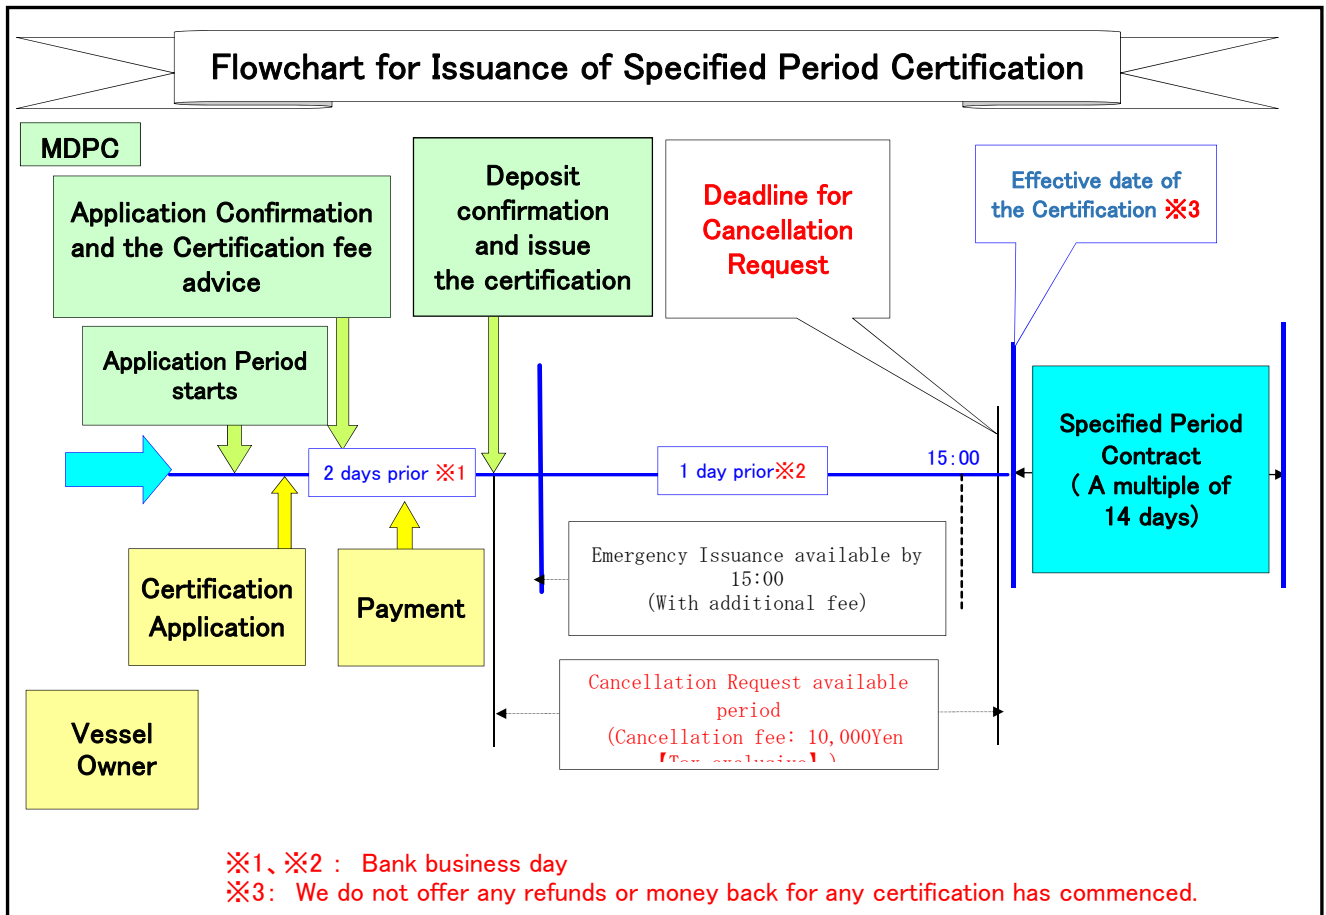 Flowchart for Issuance of Specified Period Certification
MDPC
Application Confirmation
and the Certification fee
advice
Deposit
confirmation
and issue
the certification
Deadline for
Cancellation
Request
Effective date of
the Certification ※3
Application Period
starts
2 days prior ※1
1 day prior※2
15:00
Specified Period
Contract
( A multiple of
14 days)
Certification
Application
Payment
Emergency Issuance available by
15:00
(With additional fee)
Cancellation Request available
period
(Cancellation fee: 10,000Yen
【Tax exclusive】)
Vessel
Owner
※1、※2 : Bank business day
※3: We do not offer any refunds or money back for any certification has commenced.